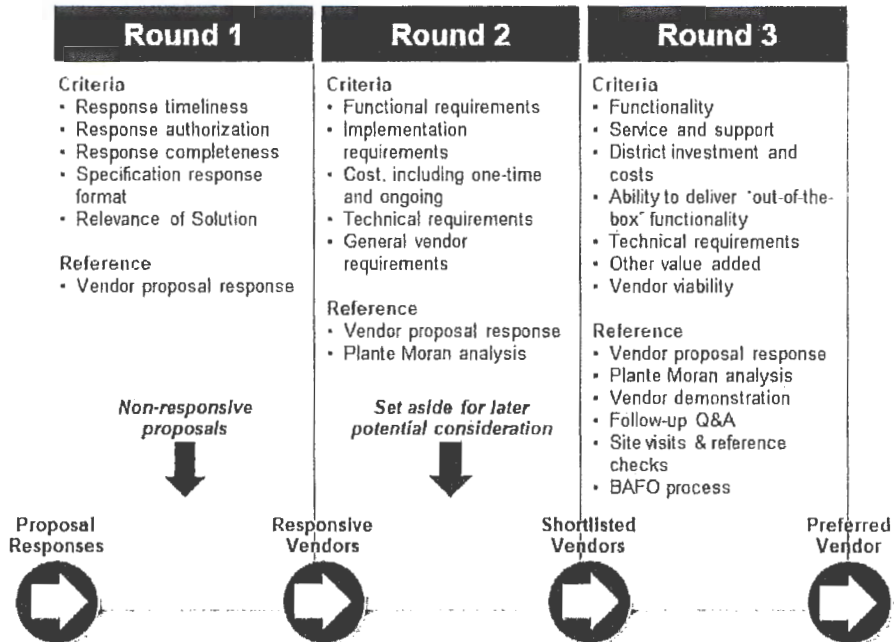 Round 1
Criteria
• Response timeliness
• Response authorization
• Response completeness
• Specification response
format
• Relevance of Solution
Reference
• Vendor proposal response
Non-responsive
proposals
Round 2
Criteria
• Functional requirements
• Implementation
requirements
• Cost, including one-time
and ongoing
• Technical requirements
• General vendor
requirements
Reference
• Vendor proposal response
• Plante Moran analysis
Set aside for later
potential consideration
Round 3
Criteria
• Functionality
• Service and support
• District investment and
costs
• Ability to deliver "out-of-the-
box" functionality
• Technical requirements
• Other value added
• Vendor viability
Reference
• Vendor proposal response
• Plante Moran analysis
• Vendor demonstration
• Follow-up Q&A
• Site visits & reference
checks
• BAFO process
Proposal
Responses
Responsive
Vendors
Shortlisted
Vendors
Preferred
Vendor